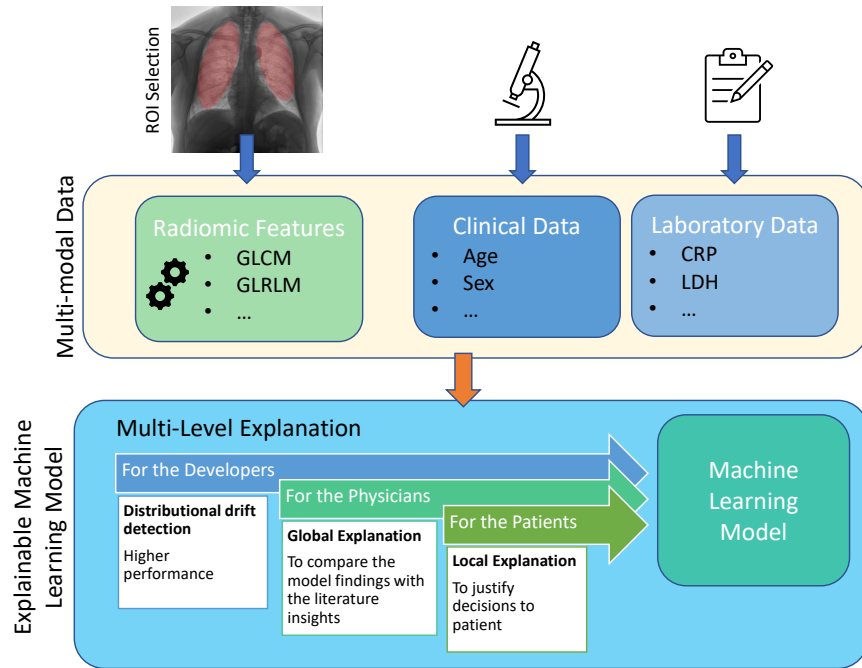 ROI Selection
Multi-modal Data
Radiomic Features
• GLCM
• GLRLM
• ...
Clinical Data
• Age
• Sex
• ...
Laboratory Data
• CRP
• LDH
• ...
Explainable Machine
Learning Model
Multi-Level Explanation
For the Developers
Distributional drift
detection
Higher
performance
For the Physicians
Global Explanation
To compare the
model findings with
the literature
insights
For the Patients
Local Explanation
To justify
decisions to
patient
Machine
Learning
Model